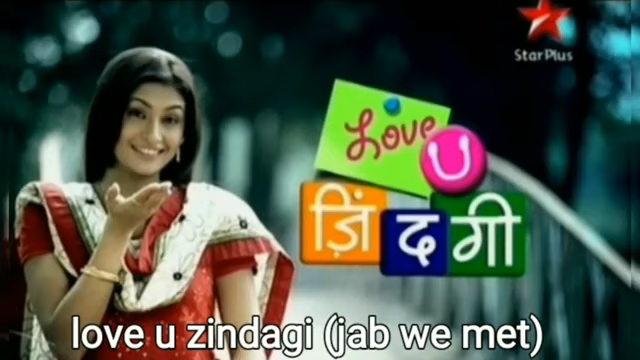 StarPlus
Love
U
ज़िंदगी
love u zindagi (jab we met)